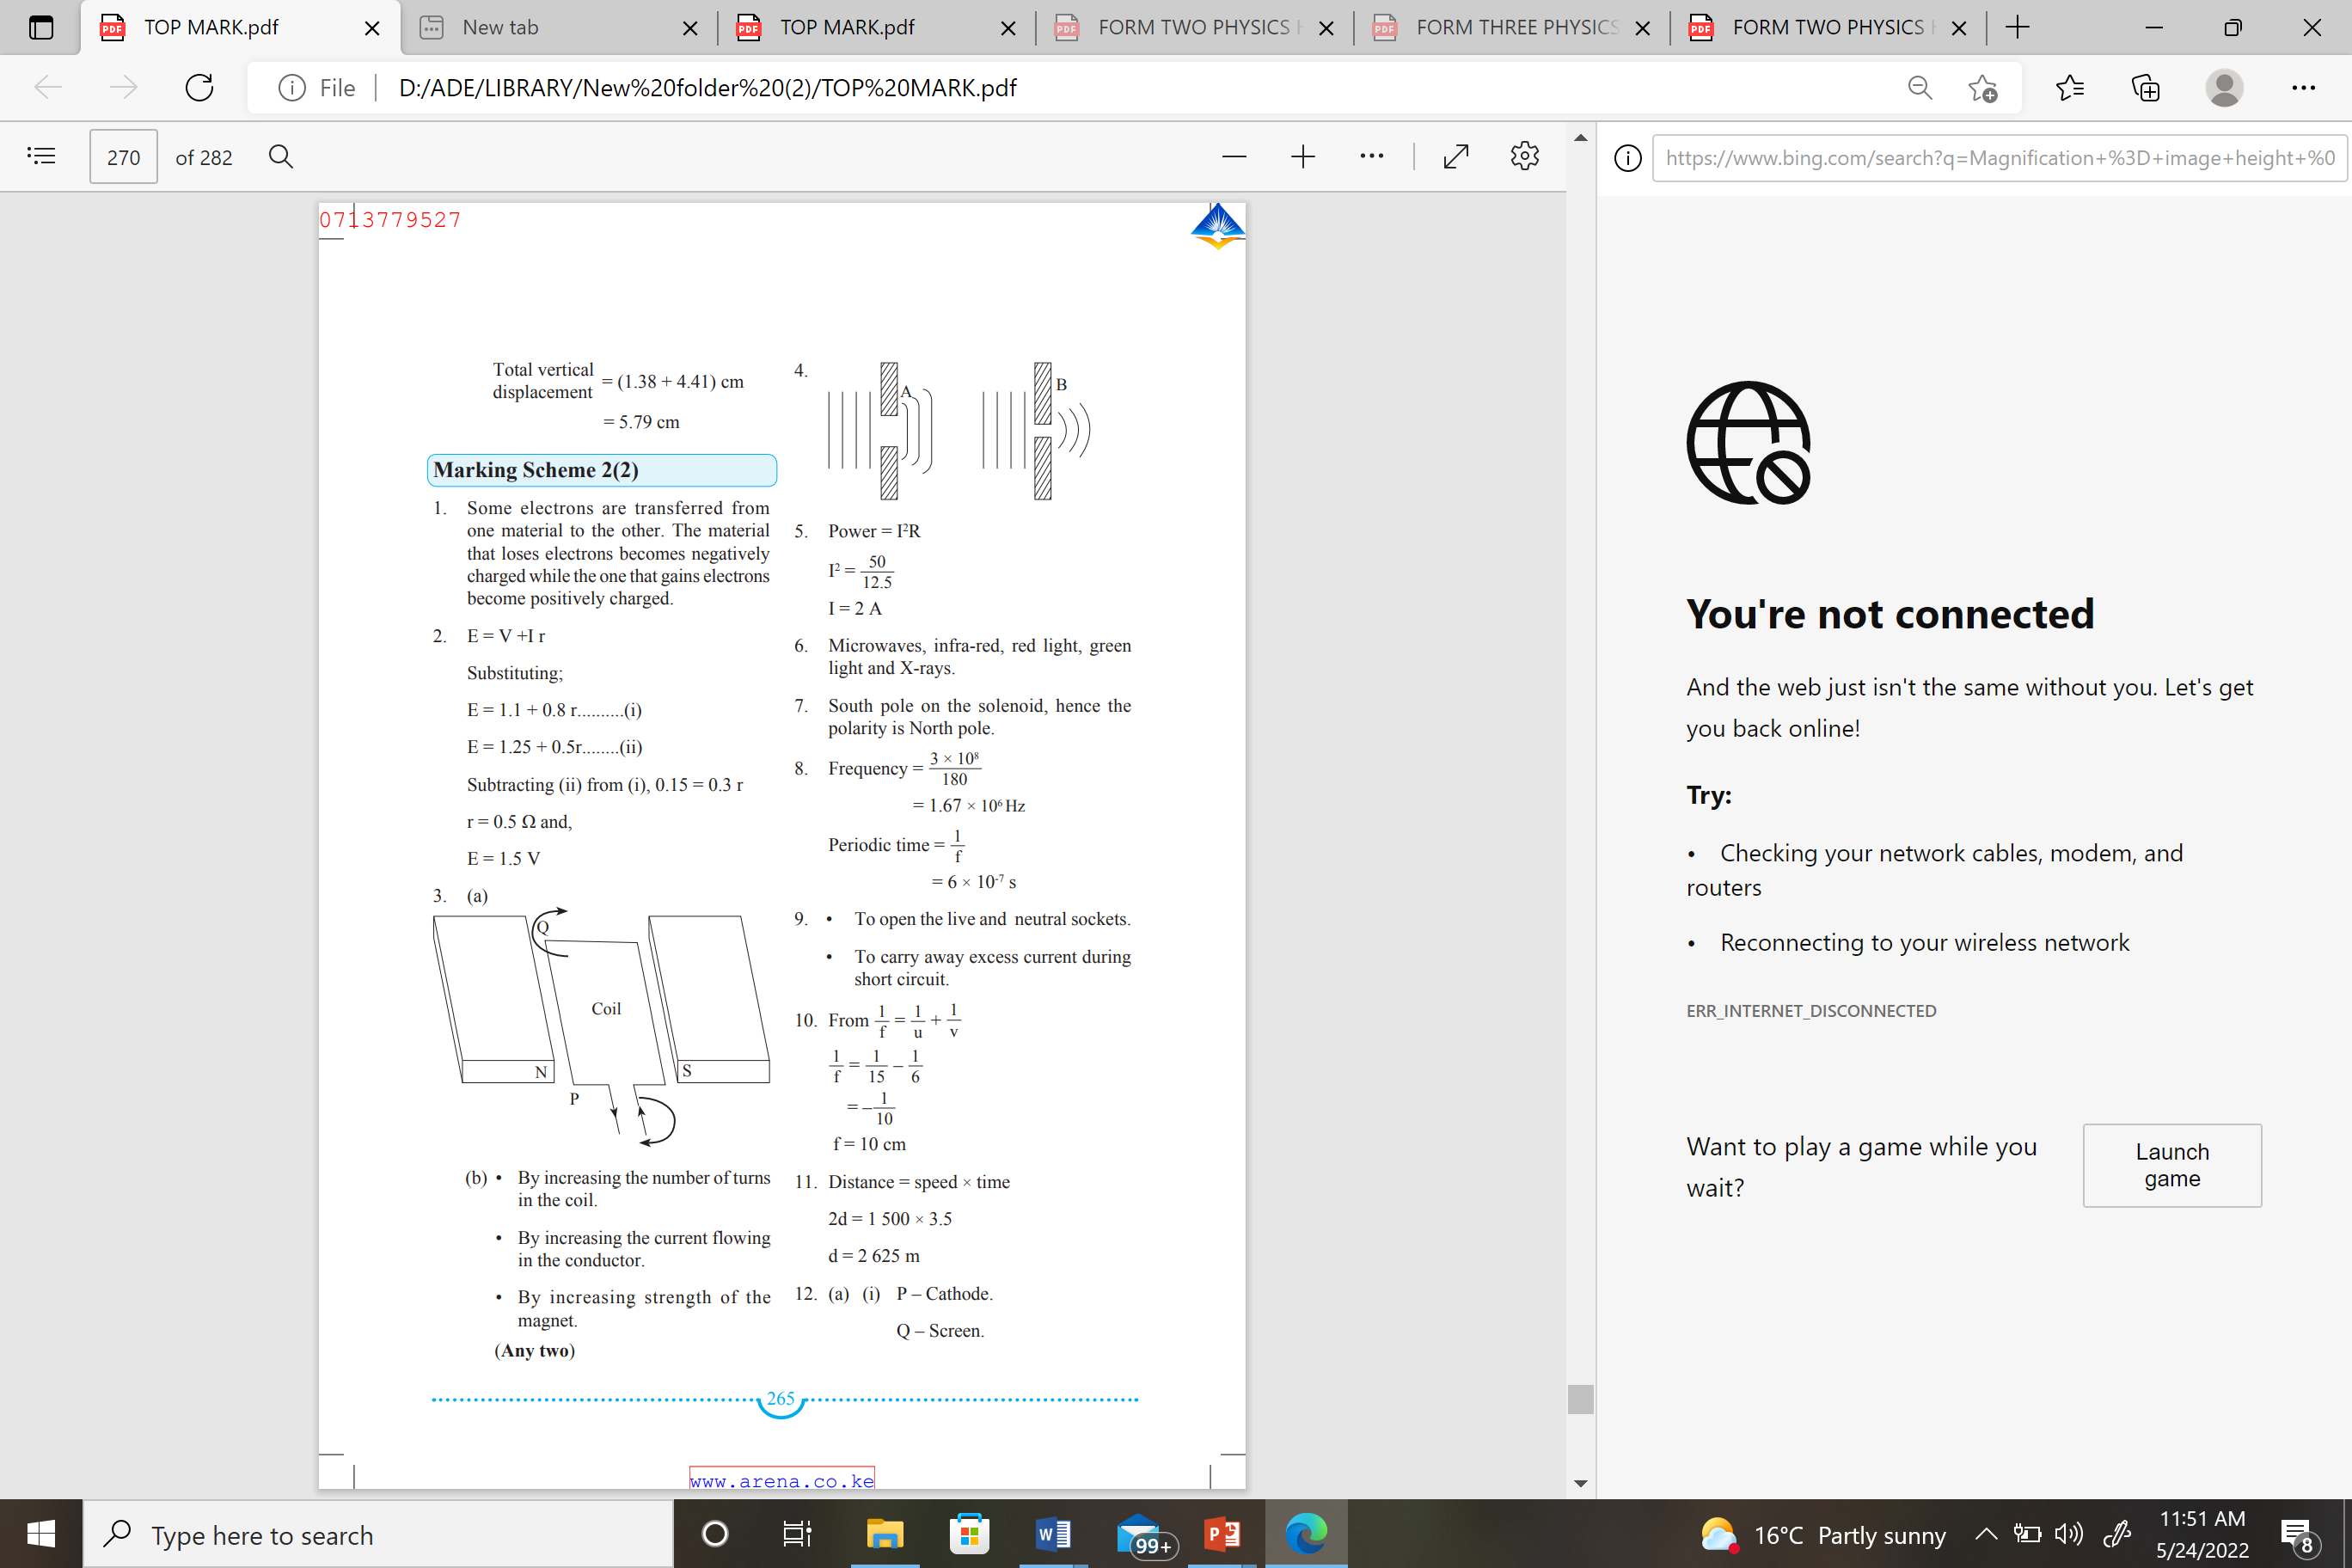 TOP MARK.pdf
New tab
TOP MARK.pdf
FORM TWO PHYSICS
FORM THREE PHYSICS
FORM TWO PHYSICS
File
D:/ADE/LIBRARY/New%20folder%20(2)/TOP%20MARK.pdf
270 of 282
https://www.bing.com/search?q=Magnification+%3D+image+height+%0
0713779527
Total vertical displacement = (1.38 + 4.41) cm
= 5.79 cm
Marking Scheme 2(2)
1. Some electrons are transferred from
one material to the other. The material
that loses electrons becomes negatively
charged while the one that gains electrons
become positively charged.
2. E = V +I r
Substituting;
E = 1.1 + 0.8 r..........(i)
E = 1.25 + 0.5r........(ii)
Subtracting (ii) from (i), 0.15 = 0.3 r
r = 0.5 Ω and,
E = 1.5 V
3. (a)
Q
Coil
N
S
P
(b) • By increasing the number of turns
in the coil.
• By increasing the current flowing
in the conductor.
• By increasing strength of the
magnet.
(Any two)
4.
A
B
5. Power = I²R
I² = 50/12.5
I = 2 A
6. Microwaves, infra-red, red light, green
light and X-rays.
7. South pole on the solenoid, hence the
polarity is North pole.
8. Frequency = 3 × 10⁸/180
= 1.67 × 10⁶ Hz
Periodic time = 1/f
= 6 × 10⁻⁷ s
9. • To open the live and neutral sockets.
• To carry away excess current during
short circuit.
10. From 1/f = 1/u + 1/v
1/f = 1/15 – 1/6
= –1/10
f = 10 cm
11. Distance = speed × time
2d = 1 500 × 3.5
d = 2 625 m
12. (a) (i) P – Cathode.
Q – Screen.
265
www.arena.co.ke
You're not connected
And the web just isn't the same without you. Let's get
you back online!
Try:
• Checking your network cables, modem, and
routers
• Reconnecting to your wireless network
ERR_INTERNET_DISCONNECTED
Want to play a game while you
wait?
Launch
game
Type here to search
99+
16°C Partly sunny
11:51 AM
5/24/2022
8